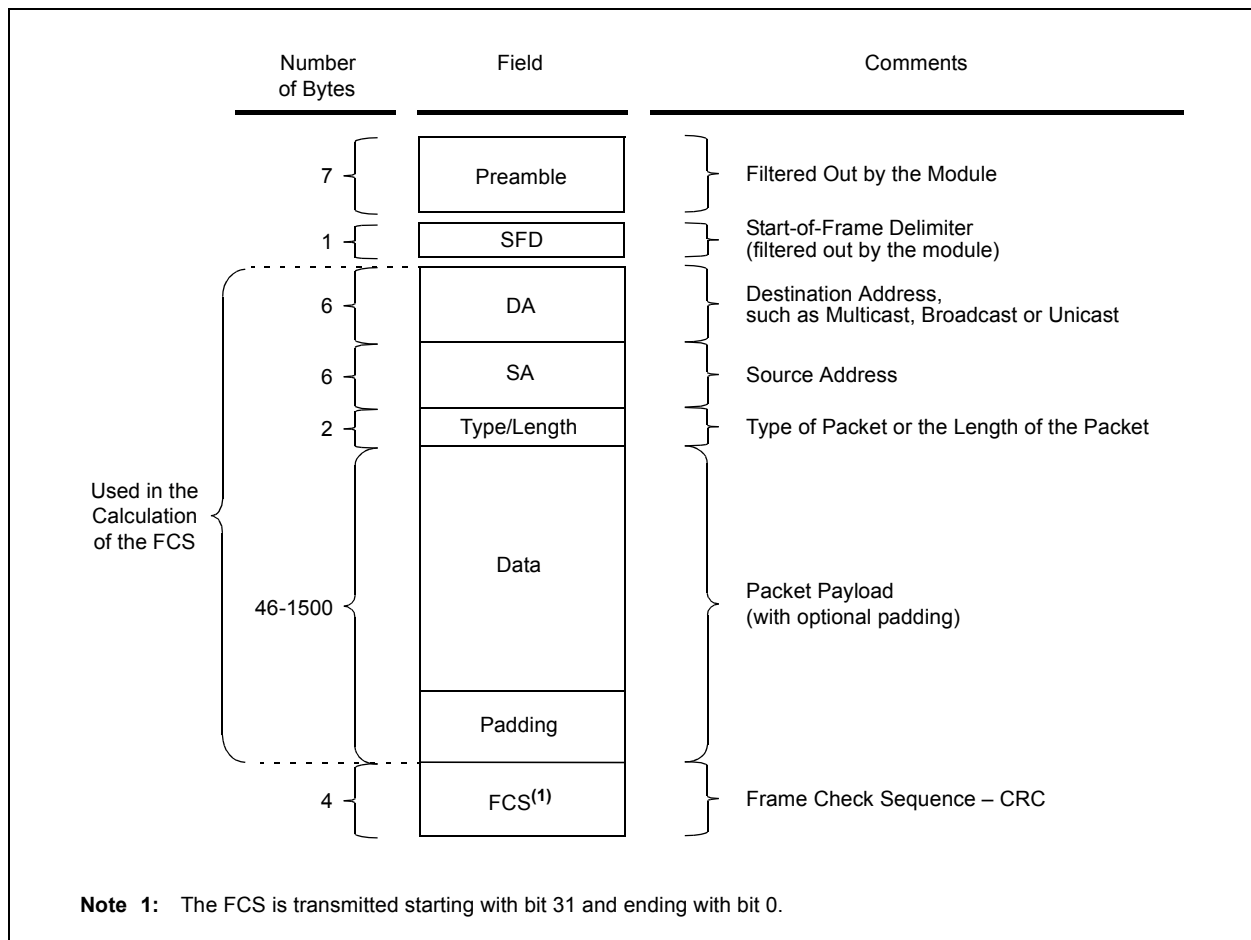 Number
of Bytes
Field
Comments
7
Preamble
Filtered Out by the Module
1
SFD
Start-of-Frame Delimiter
(filtered out by the module)
6
DA
Destination Address,
such as Multicast, Broadcast or Unicast
6
SA
Source Address
2
Type/Length
Type of Packet or the Length of the Packet
Used in the
Calculation
of the FCS
46-1500
Data
Padding
Packet Payload
(with optional padding)
4
FCS(1)
Frame Check Sequence – CRC
Note 1: The FCS is transmitted starting with bit 31 and ending with bit 0.